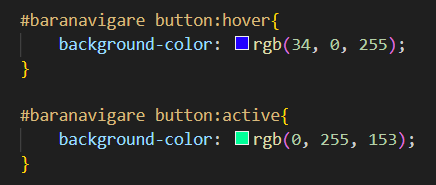 #baranavigare button:hover{
    background-color: rgb(34, 0, 255);
}

#baranavigare button:active{
    background-color: rgb(0, 255, 153);
}